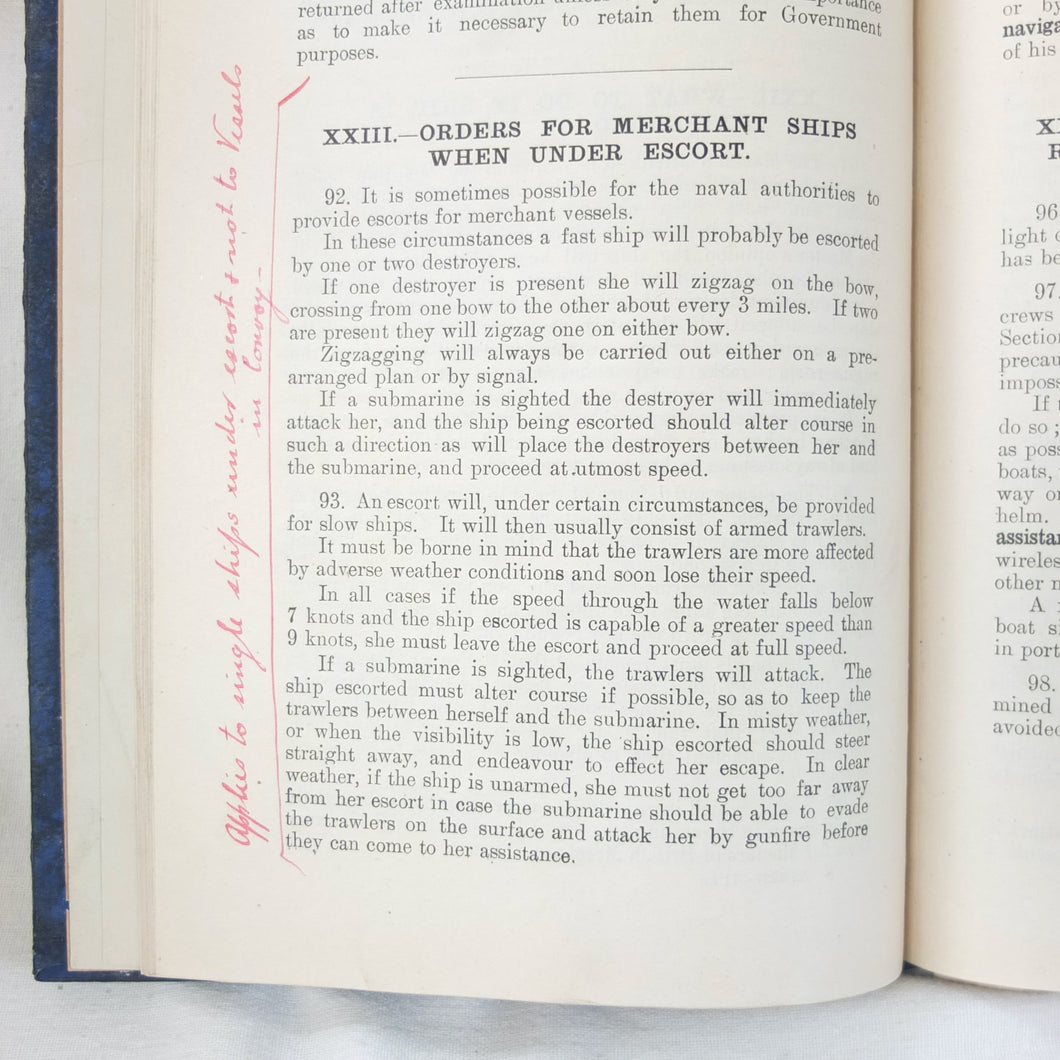 returned after examination
as to make it necessary to retain them for Government
purposes.
XXIII.—ORDERS FOR MERCHANT SHIPS
WHEN UNDER ESCORT.
92. It is sometimes possible for the naval authorities to
provide escorts for merchant vessels.
In these circumstances a fast ship will probably be escorted
by one or two destroyers.
If one destroyer is present she will zigzag on the bow,
crossing from one bow to the other about every 3 miles. If two
are present they will zigzag one on either bow.
Zigzagging will always be carried out either on a pre-
arranged plan or by signal.
If a submarine is sighted the destroyer will immediately
attack her, and the ship being escorted should alter course in
such a direction as will place the destroyers between her and
the submarine, and proceed at utmost speed.
93. An escort will, under certain circumstances, be provided
for slow ships. It will then usually consist of armed trawlers.
It must be borne in mind that the trawlers are more affected
by adverse weather conditions and soon lose their speed.
In all cases if the speed through the water falls below
7 knots and the ship escorted is capable of a greater speed than
9 knots, she must leave the escort and proceed at full speed.
If a submarine is sighted, the trawlers will attack. The
ship escorted must alter course if possible, so as to keep the
trawlers between herself and the submarine. In misty weather,
or when the visibility is low, the ship escorted should steer
straight away, and endeavour to effect her escape. In clear
weather, if the ship is unarmed, she must not get too far away
from her escort in case the submarine should be able to evade
the trawlers on the surface and attack her by gunfire before
they can come to her assistance.
Applies to single ships under escort & not to Vessels
in Convoy—
or by
of his
96
light
has be
97.
crews
If
do so;
boats,
way
helm.
other
A
boat
in port
98.
mined